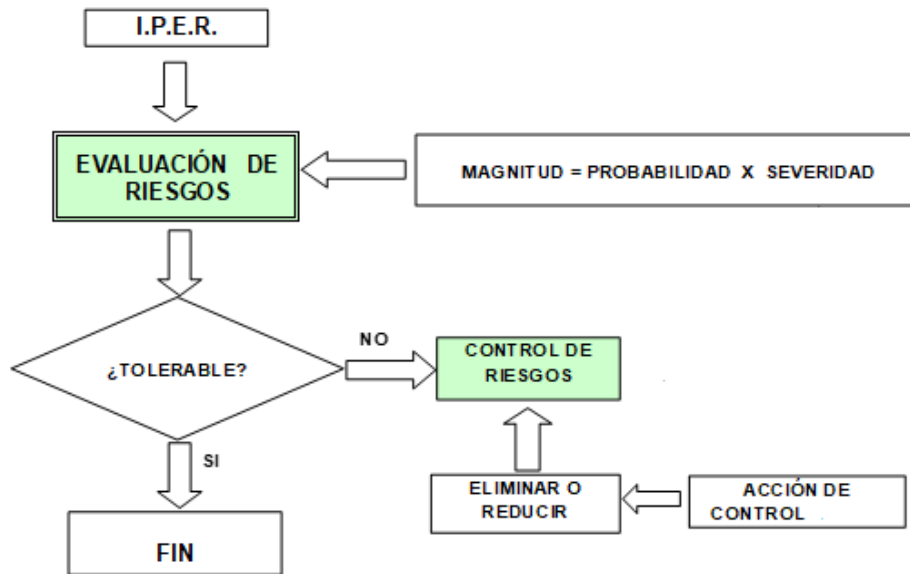 I.P.E.R.
EVALUACIÓN DE
RIESGOS
MAGNITUD = PROBABILIDAD X SEVERIDAD
¿TOLERABLE?
NO
CONTROL DE
RIESGOS
SI
ELIMINAR O
REDUCIR
ACCIÓN DE
CONTROL
FIN